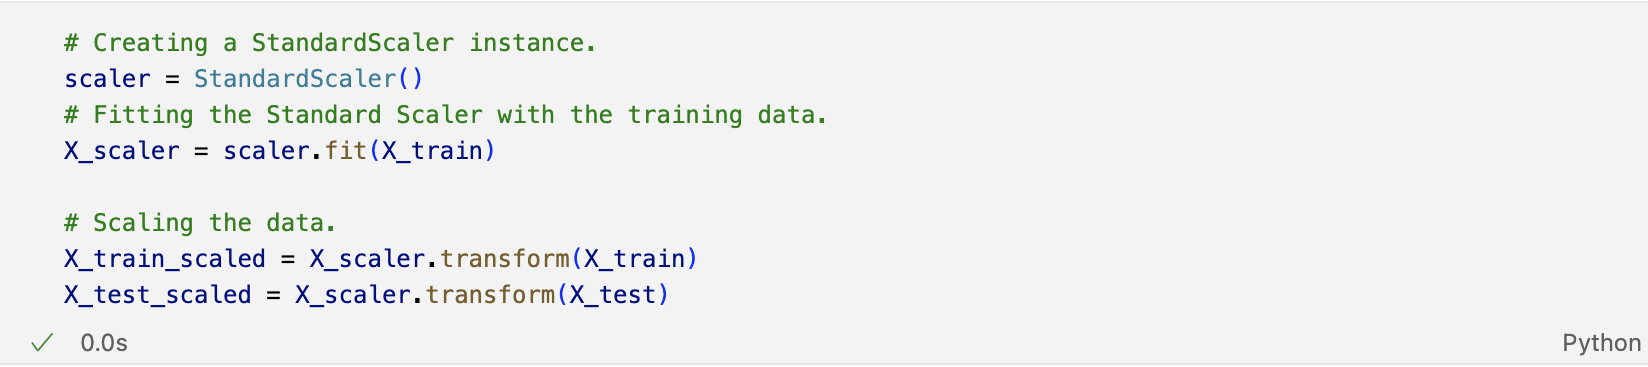 # Creating a StandardScaler instance.
scaler = StandardScaler()
# Fitting the Standard Scaler with the training data.
X_scaler = scaler.fit(X_train)
# Scaling the data.
X_train_scaled = X_scaler.transform(X_train)
X_test_scaled = X_scaler.transform(X_test)
0.0s
Python